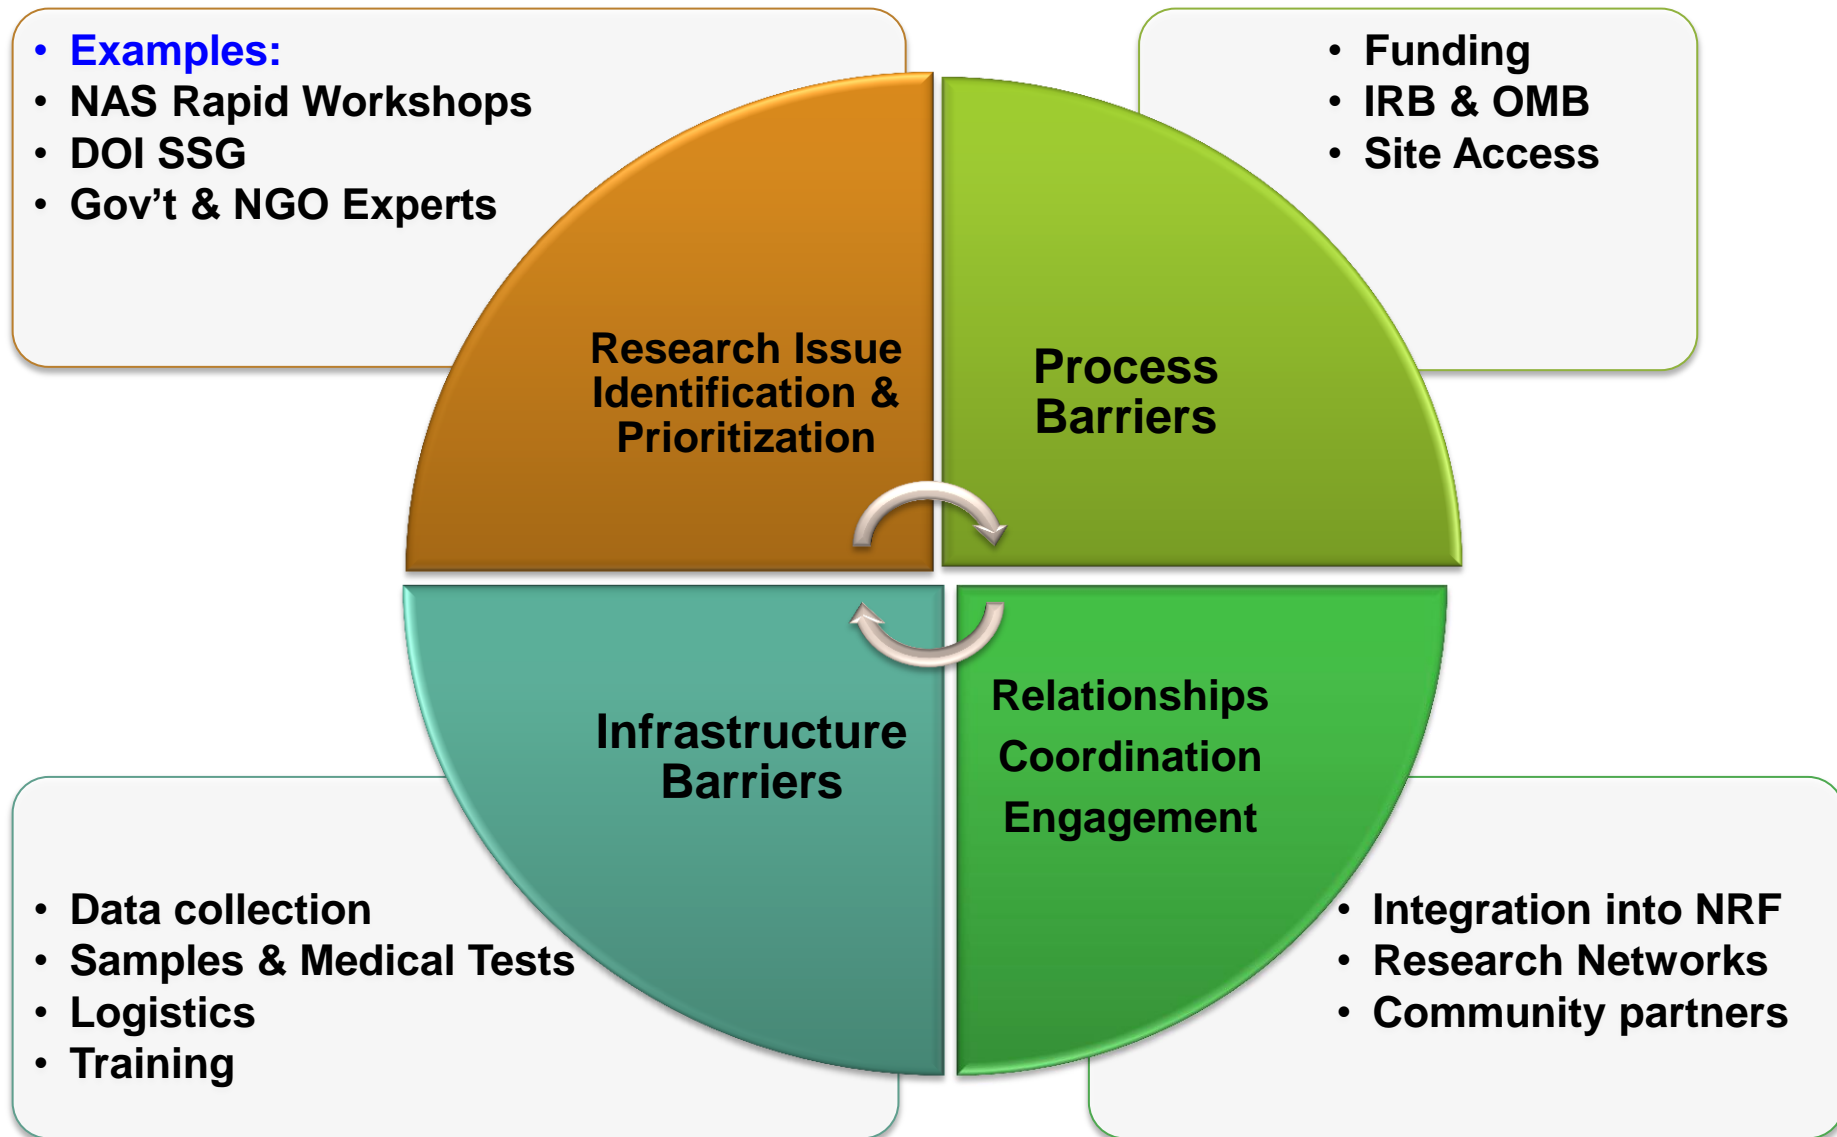 • Examples:
• NAS Rapid Workshops
• DOI SSG
• Gov’t & NGO Experts
• Funding
• IRB & OMB
• Site Access
Research Issue
Identification &
Prioritization
Process
Barriers
Infrastructure
Barriers
Relationships
Coordination
Engagement
• Data collection
• Samples & Medical Tests
• Logistics
• Training
• Integration into NRF
• Research Networks
• Community partners